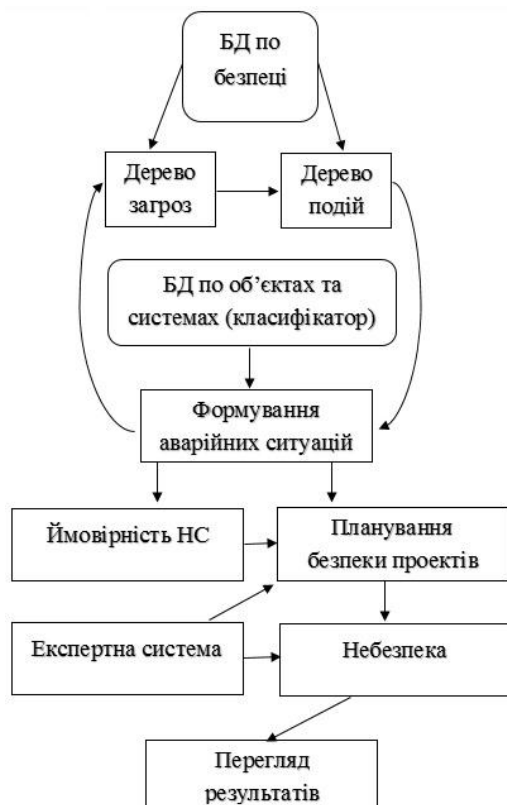 БД по
безпеці
Дерево
загроз
Дерево
подій
БД по об’єктах та
системах (класифікатор)
Формування
аварійних ситуацій
Ймовірність НС
Планування
безпеки проектів
Експертна система
Небезпека
Перегляд
результатів